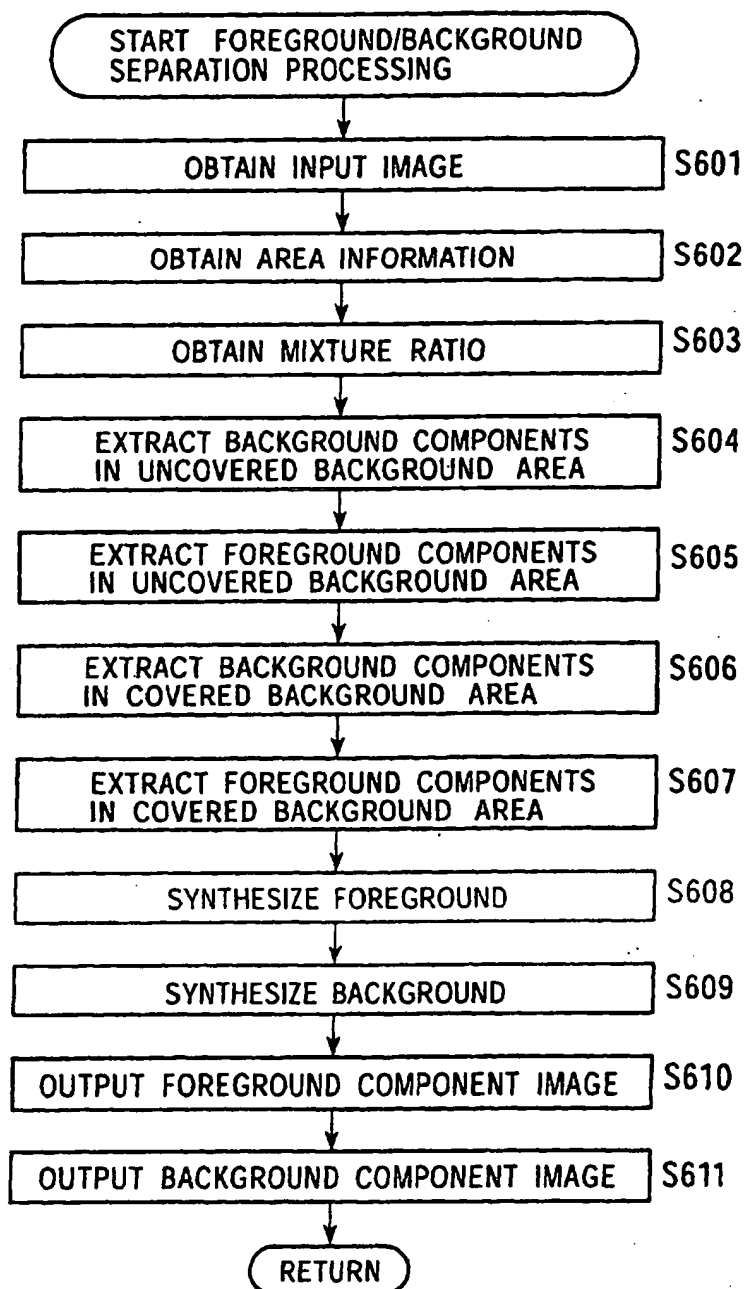 START FOREGROUND/BACKGROUND
SEPARATION PROCESSING
OBTAIN INPUT IMAGE S601
OBTAIN AREA INFORMATION S602
OBTAIN MIXTURE RATIO S603
EXTRACT BACKGROUND COMPONENTS S604
IN UNCOVERED BACKGROUND AREA
EXTRACT FOREGROUND COMPONENTS S605
IN UNCOVERED BACKGROUND AREA
EXTRACT BACKGROUND COMPONENTS S606
IN COVERED BACKGROUND AREA
EXTRACT FOREGROUND COMPONENTS S607
IN COVERED BACKGROUND AREA
SYNTHESIZE FOREGROUND S608
SYNTHESIZE BACKGROUND S609
OUTPUT FOREGROUND COMPONENT IMAGE S610
OUTPUT BACKGROUND COMPONENT IMAGE S611
RETURN